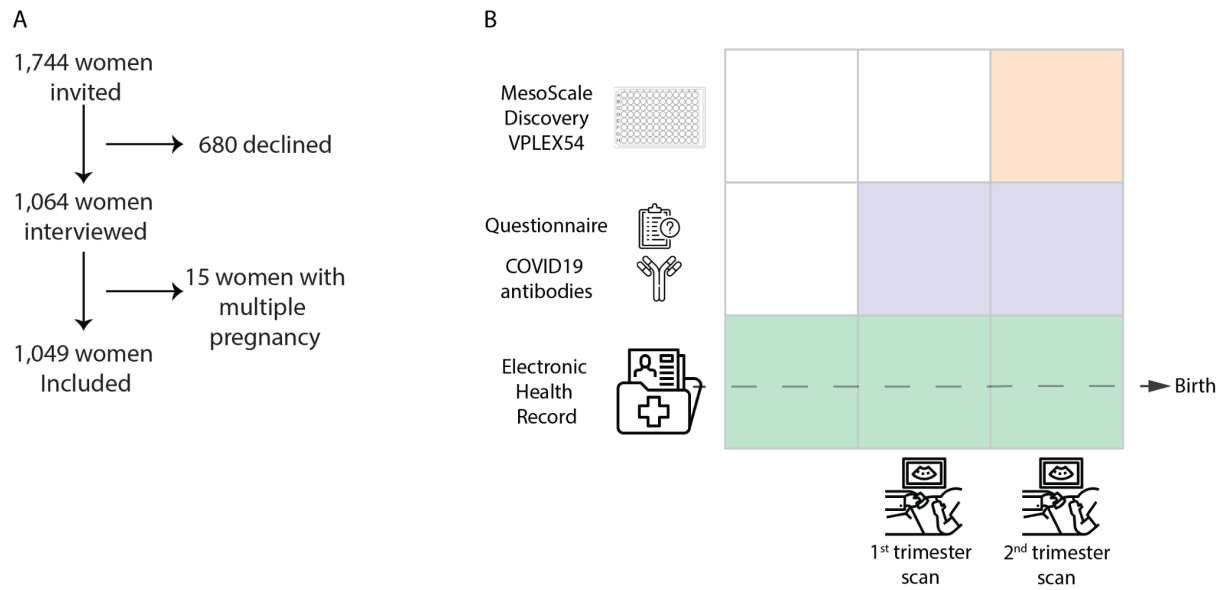 A
1,744 women
invited
680 declined
1,064 women
interviewed
15 women with
multiple
pregnancy
1,049 women
Included
B
MesoScale
Discovery
VPLEX54
Questionnaire
?
COVID19
antibodies
Electronic
Health
Record
Birth
1st trimester
scan
2nd trimester
scan